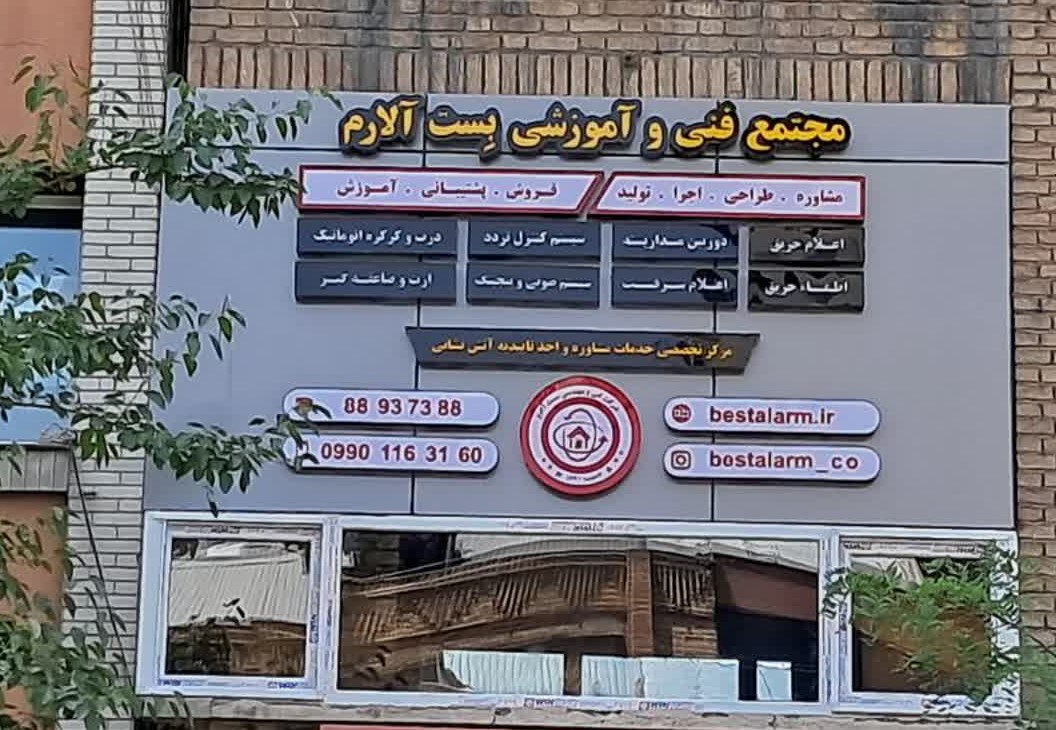 مجتمع فنی و آموزشی بِست آلارم
مشاوره . طراحی . اجرا . تولید
فروش . پشتیبانی . آموزش
اعلام حریق
دوربین مداربسته
سیستم کنترل تردد
درب و کرکره اتوماتیک
اطفاء حریق
اعلام سرقت
سیستم صوتی و پیجینگ
ارت و صاعقه گیر
مرکز تخصصی خدمات مشاوره و اخذ تاییدیه آتش نشانی
88 93 73 88
bestalarm.ir
0990 116 31 60
bestalarm_co